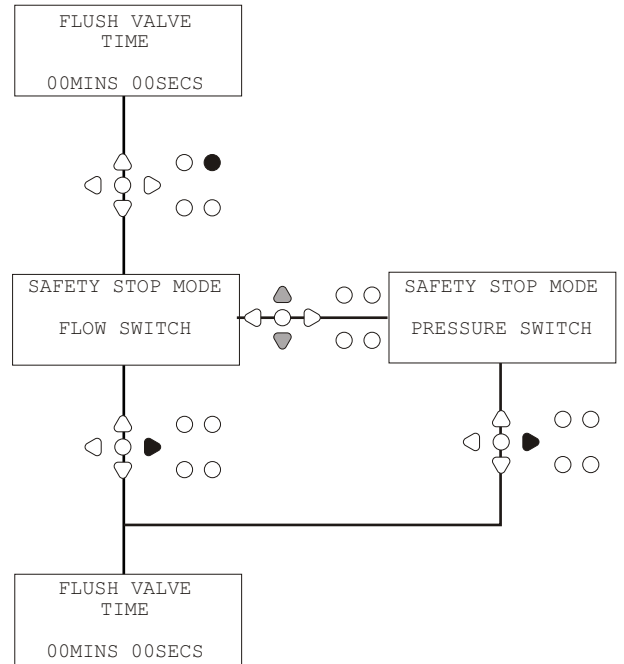 FLUSH VALVE
TIME
00MINS 00SECS
SAFETY STOP MODE
FLOW SWITCH
SAFETY STOP MODE
PRESSURE SWITCH
FLUSH VALVE
TIME
00MINS 00SECS